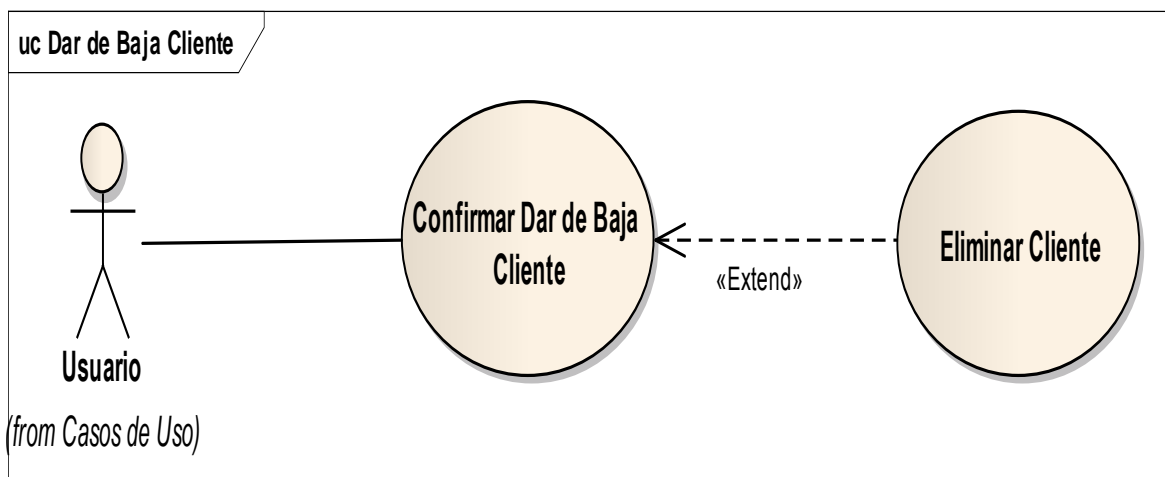 uc Dar de Baja Cliente
Confirmar Dar de Baja
Cliente
«Extend»
Eliminar Cliente
Usuario
(from Casos de Uso)